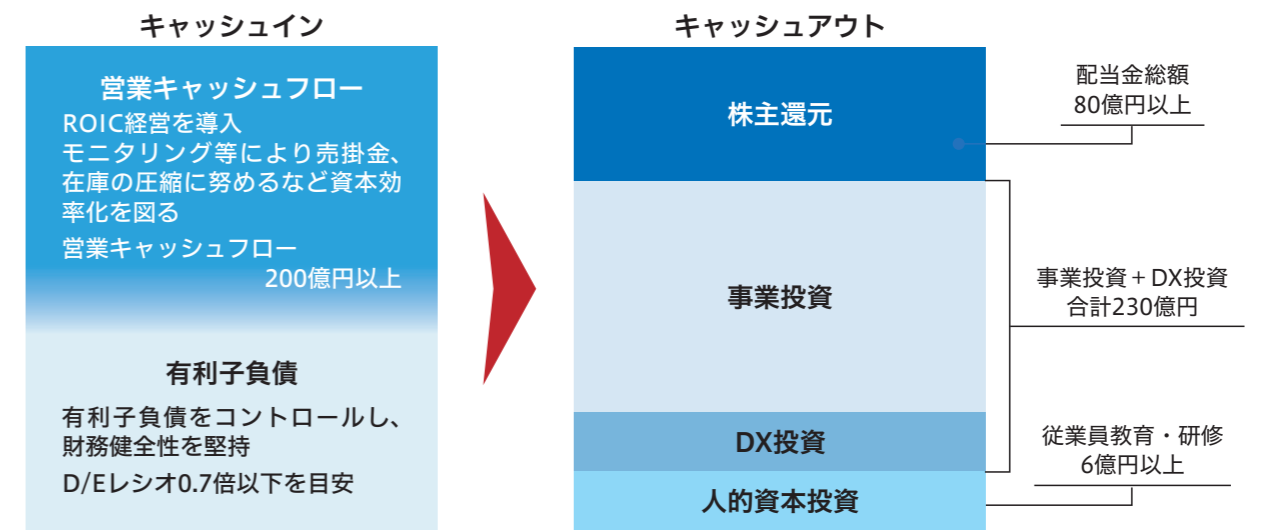 キャッシュイン
営業キャッシュフロー
ROIC経営を導入
モニタリング等により売掛金、
在庫の圧縮に努めるなど資本効
率化を図る
営業キャッシュフロー
200億円以上
有利子負債
有利子負債をコントロールし、
財務健全性を堅持
D/Eレシオ0.7倍以下を目安
キャッシュアウト
株主還元
事業投資
DX投資
人的資本投資
配当金総額
80億円以上
事業投資+DX投資
合計230億円
従業員教育・研修
6億円以上